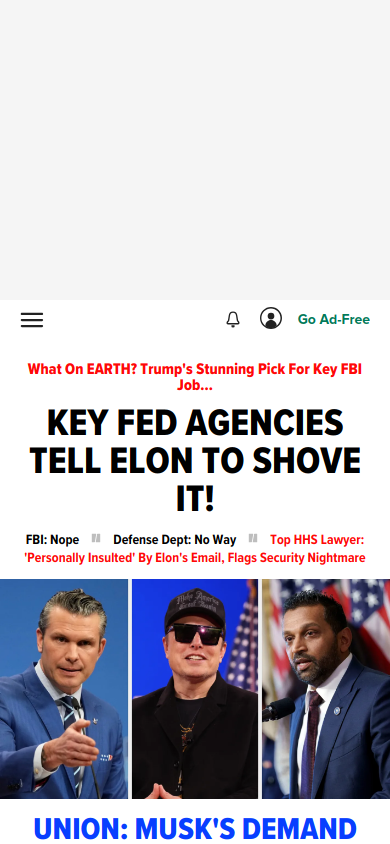 Go Ad-Free
What On EARTH? Trump's Stunning Pick For Key FBI
Job...
KEY FED AGENCIES
TELL ELON TO SHOVE
IT!
FBI: Nope
Defense Dept: No Way
Top HHS Lawyer:
'Personally Insulted' By Elon's Email, Flags Security Nightmare
UNION: MUSK'S DEMAND